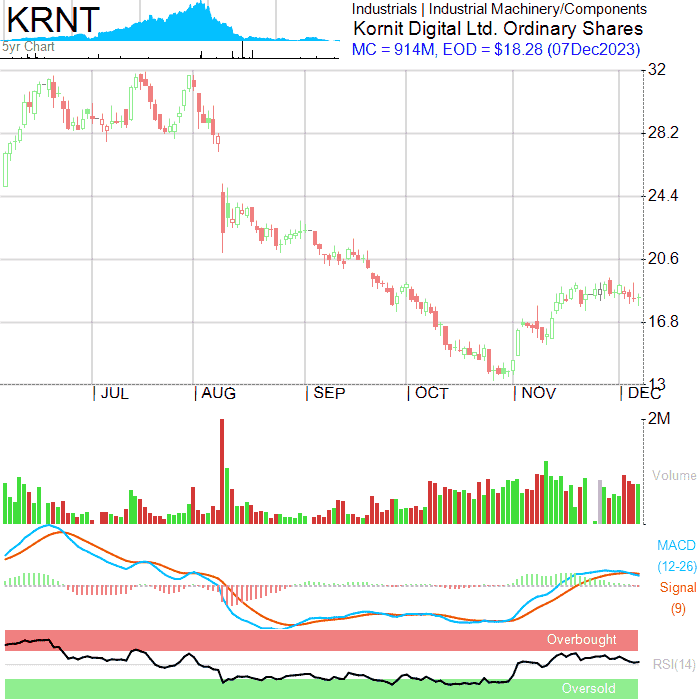 KRNT
5yr Chart
Industrials | Industrial Machinery/Components
Kornit Digital Ltd. Ordinary Shares
MC = 914M, EOD = $18.28 (07Dec2023)
32
28.2
24.4
20.6
16.8
13
JUL
AUG
SEP
OCT
NOV
DEC
2M
Volume
MACD
(12-26)
Signal
(9)
Overbought
RSI(14)
Oversold